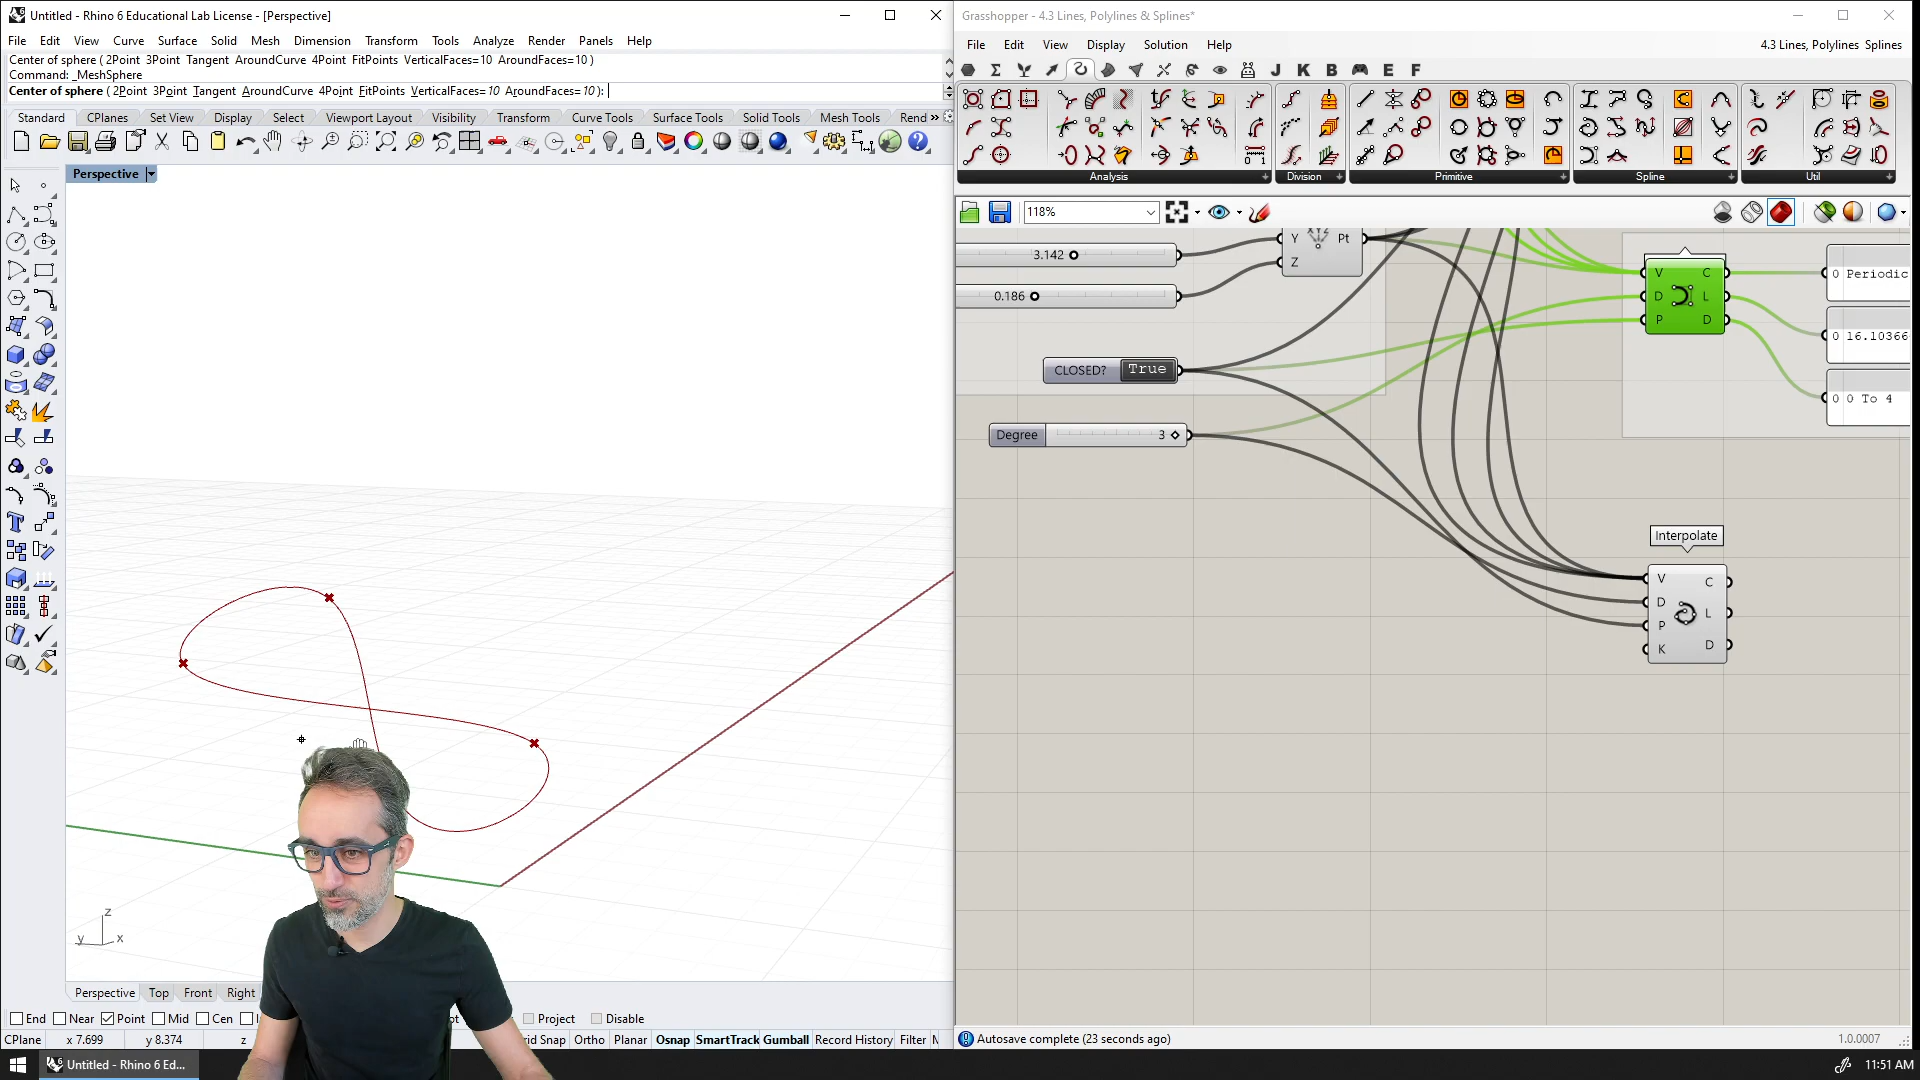 Untitled - Rhino 6 Educational Lab License - [Perspective]
File Edit View Curve Surface Solid Mesh Dimension Transform Tools Analyze Render Panels Help
Center of sphere ( 2Point 3Point Tangent AroundCurve 4Point FitPoints VerticalFaces=10 AroundFaces=10 )
Command: _MeshSphere
Center of sphere ( 2Point 3Point Tangent AroundCurve 4Point FitPoints VerticalFaces=10 AroundFaces=10 ):
Standard CPlanes Set View Display Select Viewport Layout Visibility Transform Curve Tools Surface Tools Solid Tools Mesh Tools Rend »
Perspective
z
y x
Perspective Top Front Right
End Near Point Mid Cen Project Disable
CPlane x 7.699 y 8.374 z Snap Ortho Planar Osnap SmartTrack Gumball Record History Filter
Untitled - Rhino 6 Ed...
Grasshopper - 4.3 Lines, Polylines & Splines*
File Edit View Display Solution Help 4.3 Lines, Polylines Splines
J K B E F
Analysis Division Primitive Spline Util
118%
3.142
0.186
Y Pt
Z
CLOSED? True
Degree 3
V C
D L
P D
0 Periodic
0 16.10366
0 0 To 4
Interpolate
V C
D L
P D
K
Autosave complete (23 seconds ago) 1.0.0007
11:51 AM